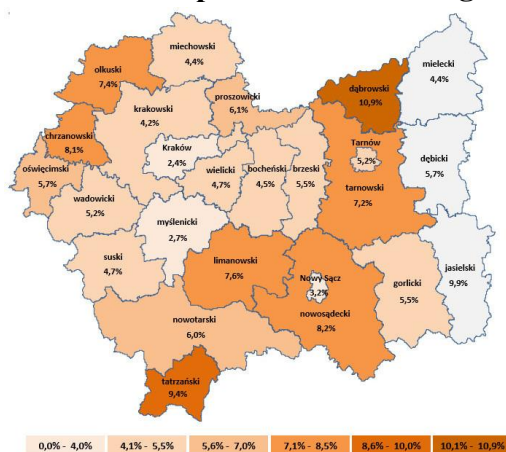 miechowski
4,4%
mielecki
4,4%
olkuski
7,4%
dąbrowski
10,9%
proszowicki
6,1%
krakowski
4,2%
chrzanowski
8,1%
Kraków
2,4%
Tarnów
5,2%
dębicki
5,7%
oświęcimski
5,7%
wielicki
4,7%
bocheński
4,5%
brzeski
5,5%
tarnowski
7,2%
wadowicki
5,2%
myślenicki
2,7%
suski
4,7%
limanowski
7,6%
Nowy Sącz
3,2%
gorlicki
5,5%
jasielski
9,9%
nowosądecki
8,2%
nowotarski
6,0%
tatrzański
9,4%
0,0% - 4,0% 4,1% - 5,5% 5,6% - 7,0% 7,1% - 8,5% 8,6% - 10,0% 10,1% - 10,9%